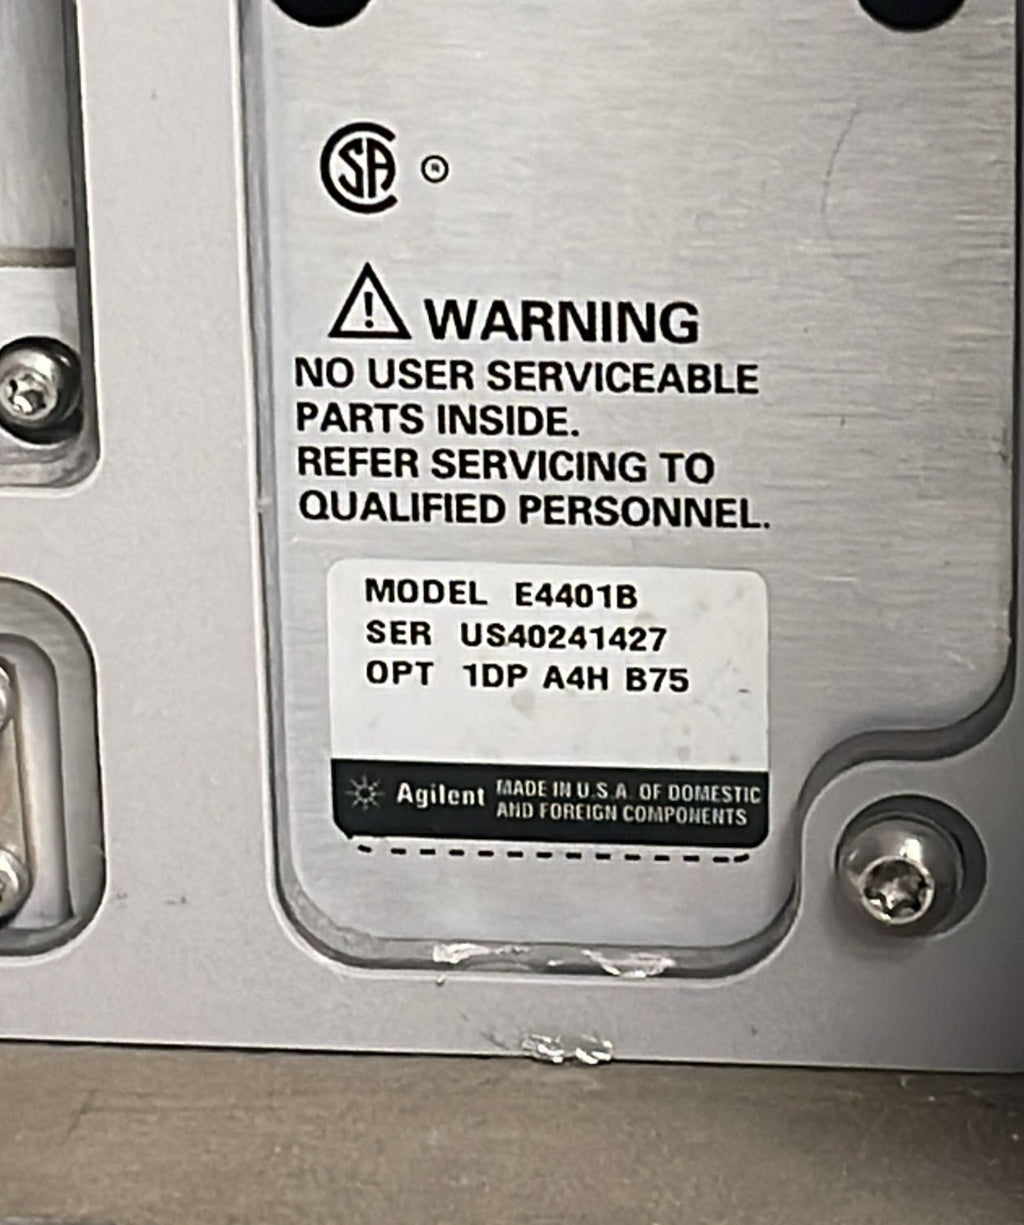 SA ®
WARNING
NO USER SERVICEABLE
PARTS INSIDE.
REFER SERVICING TO
QUALIFIED PERSONNEL.
MODEL E4401B
SER US40241427
OPT 1DP A4H B75
Agilent MADE IN U.S.A. OF DOMESTIC
AND FOREIGN COMPONENTS